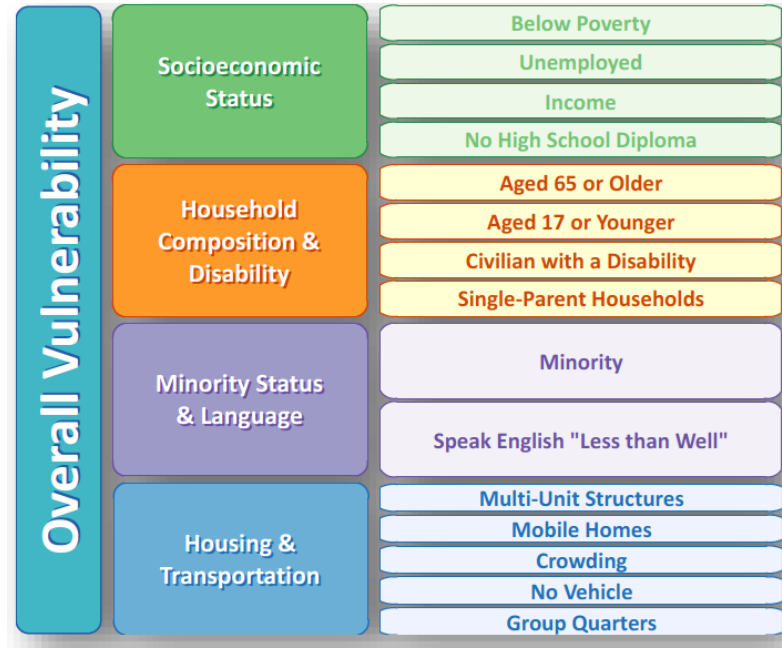 Overall Vulnerability
Socioeconomic
Status
Below Poverty
Unemployed
Income
No High School Diploma
Household
Composition &
Disability
Aged 65 or Older
Aged 17 or Younger
Civilian with a Disability
Single-Parent Households
Minority Status
& Language
Minority
Speak English "Less than Well"
Housing &
Transportation
Multi-Unit Structures
Mobile Homes
Crowding
No Vehicle
Group Quarters